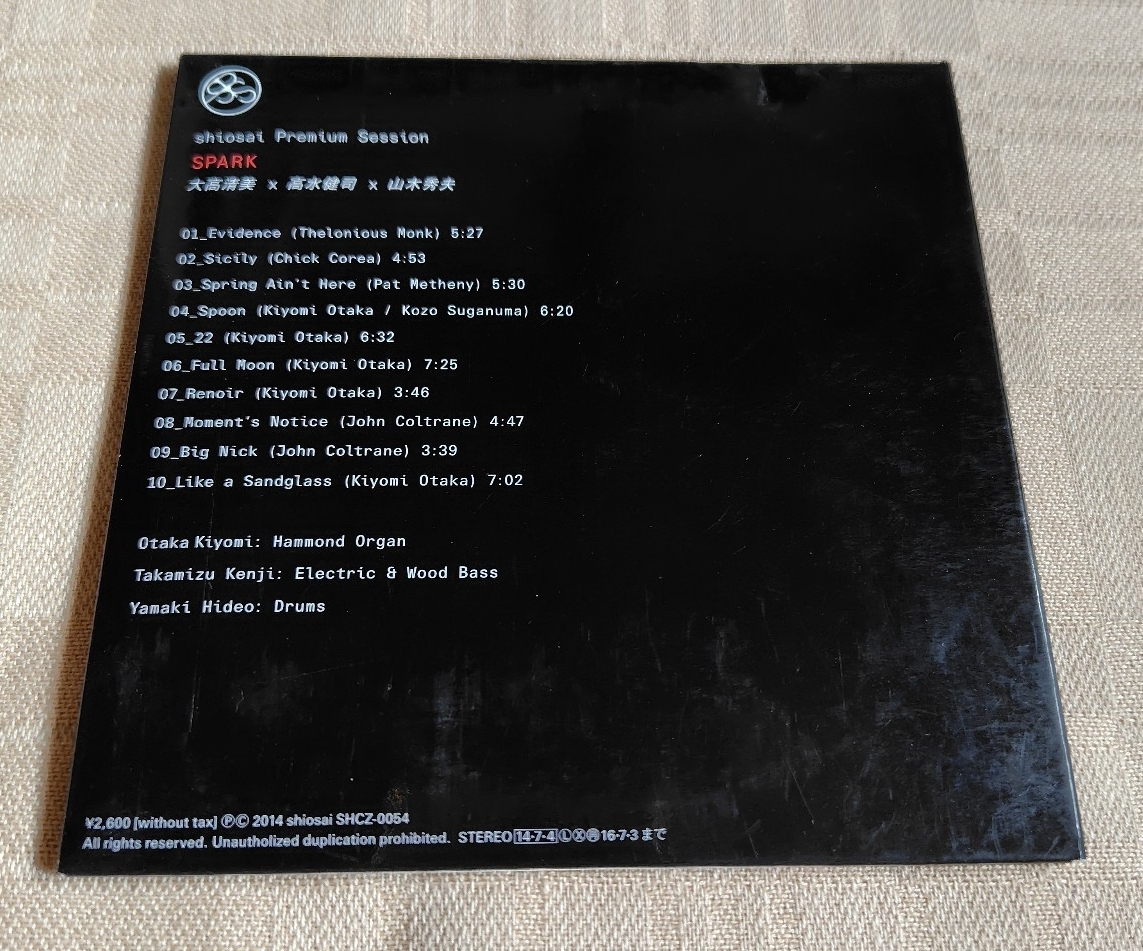 shiosai Premium Session
SPARK
大高清美 x 高水健司 x 山木秀夫
01_Evidence (Thelonious Monk) 5:27
02_Sicily (Chick Corea) 4:53
03_Spring Ain't Here (Pat Metheny) 5:30
04_Spoon (Kiyomi Otaka / Kozo Suganuma) 6:20
05_22 (Kiyomi Otaka) 6:32
06_Full Moon (Kiyomi Otaka) 7:25
07_Renoir (Kiyomi Otaka) 3:46
08_Moment's Notice (John Coltrane) 4:47
09_Big Nick (John Coltrane) 3:39
10_Like a Sandglass (Kiyomi Otaka) 7:02
Otaka Kiyomi: Hammond Organ
Takamizu Kenji: Electric & Wood Bass
Yamaki Hideo: Drums
¥2,600 [without tax] ℗© 2014 shiosai SHCZ-0054
All rights reserved. Unautholized duplication prohibited. STEREO 14-7-4 Ⓛ Ⓧ 16-7-3 まで